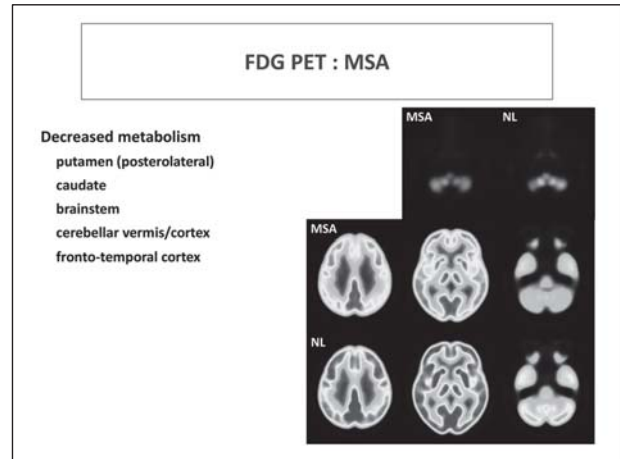 FDG PET : MSA
Decreased metabolism
putamen (posterolateral)
caudate
brainstem
cerebellar vermis/cortex
fronto-temporal cortex
MSA
NL
MSA
NL